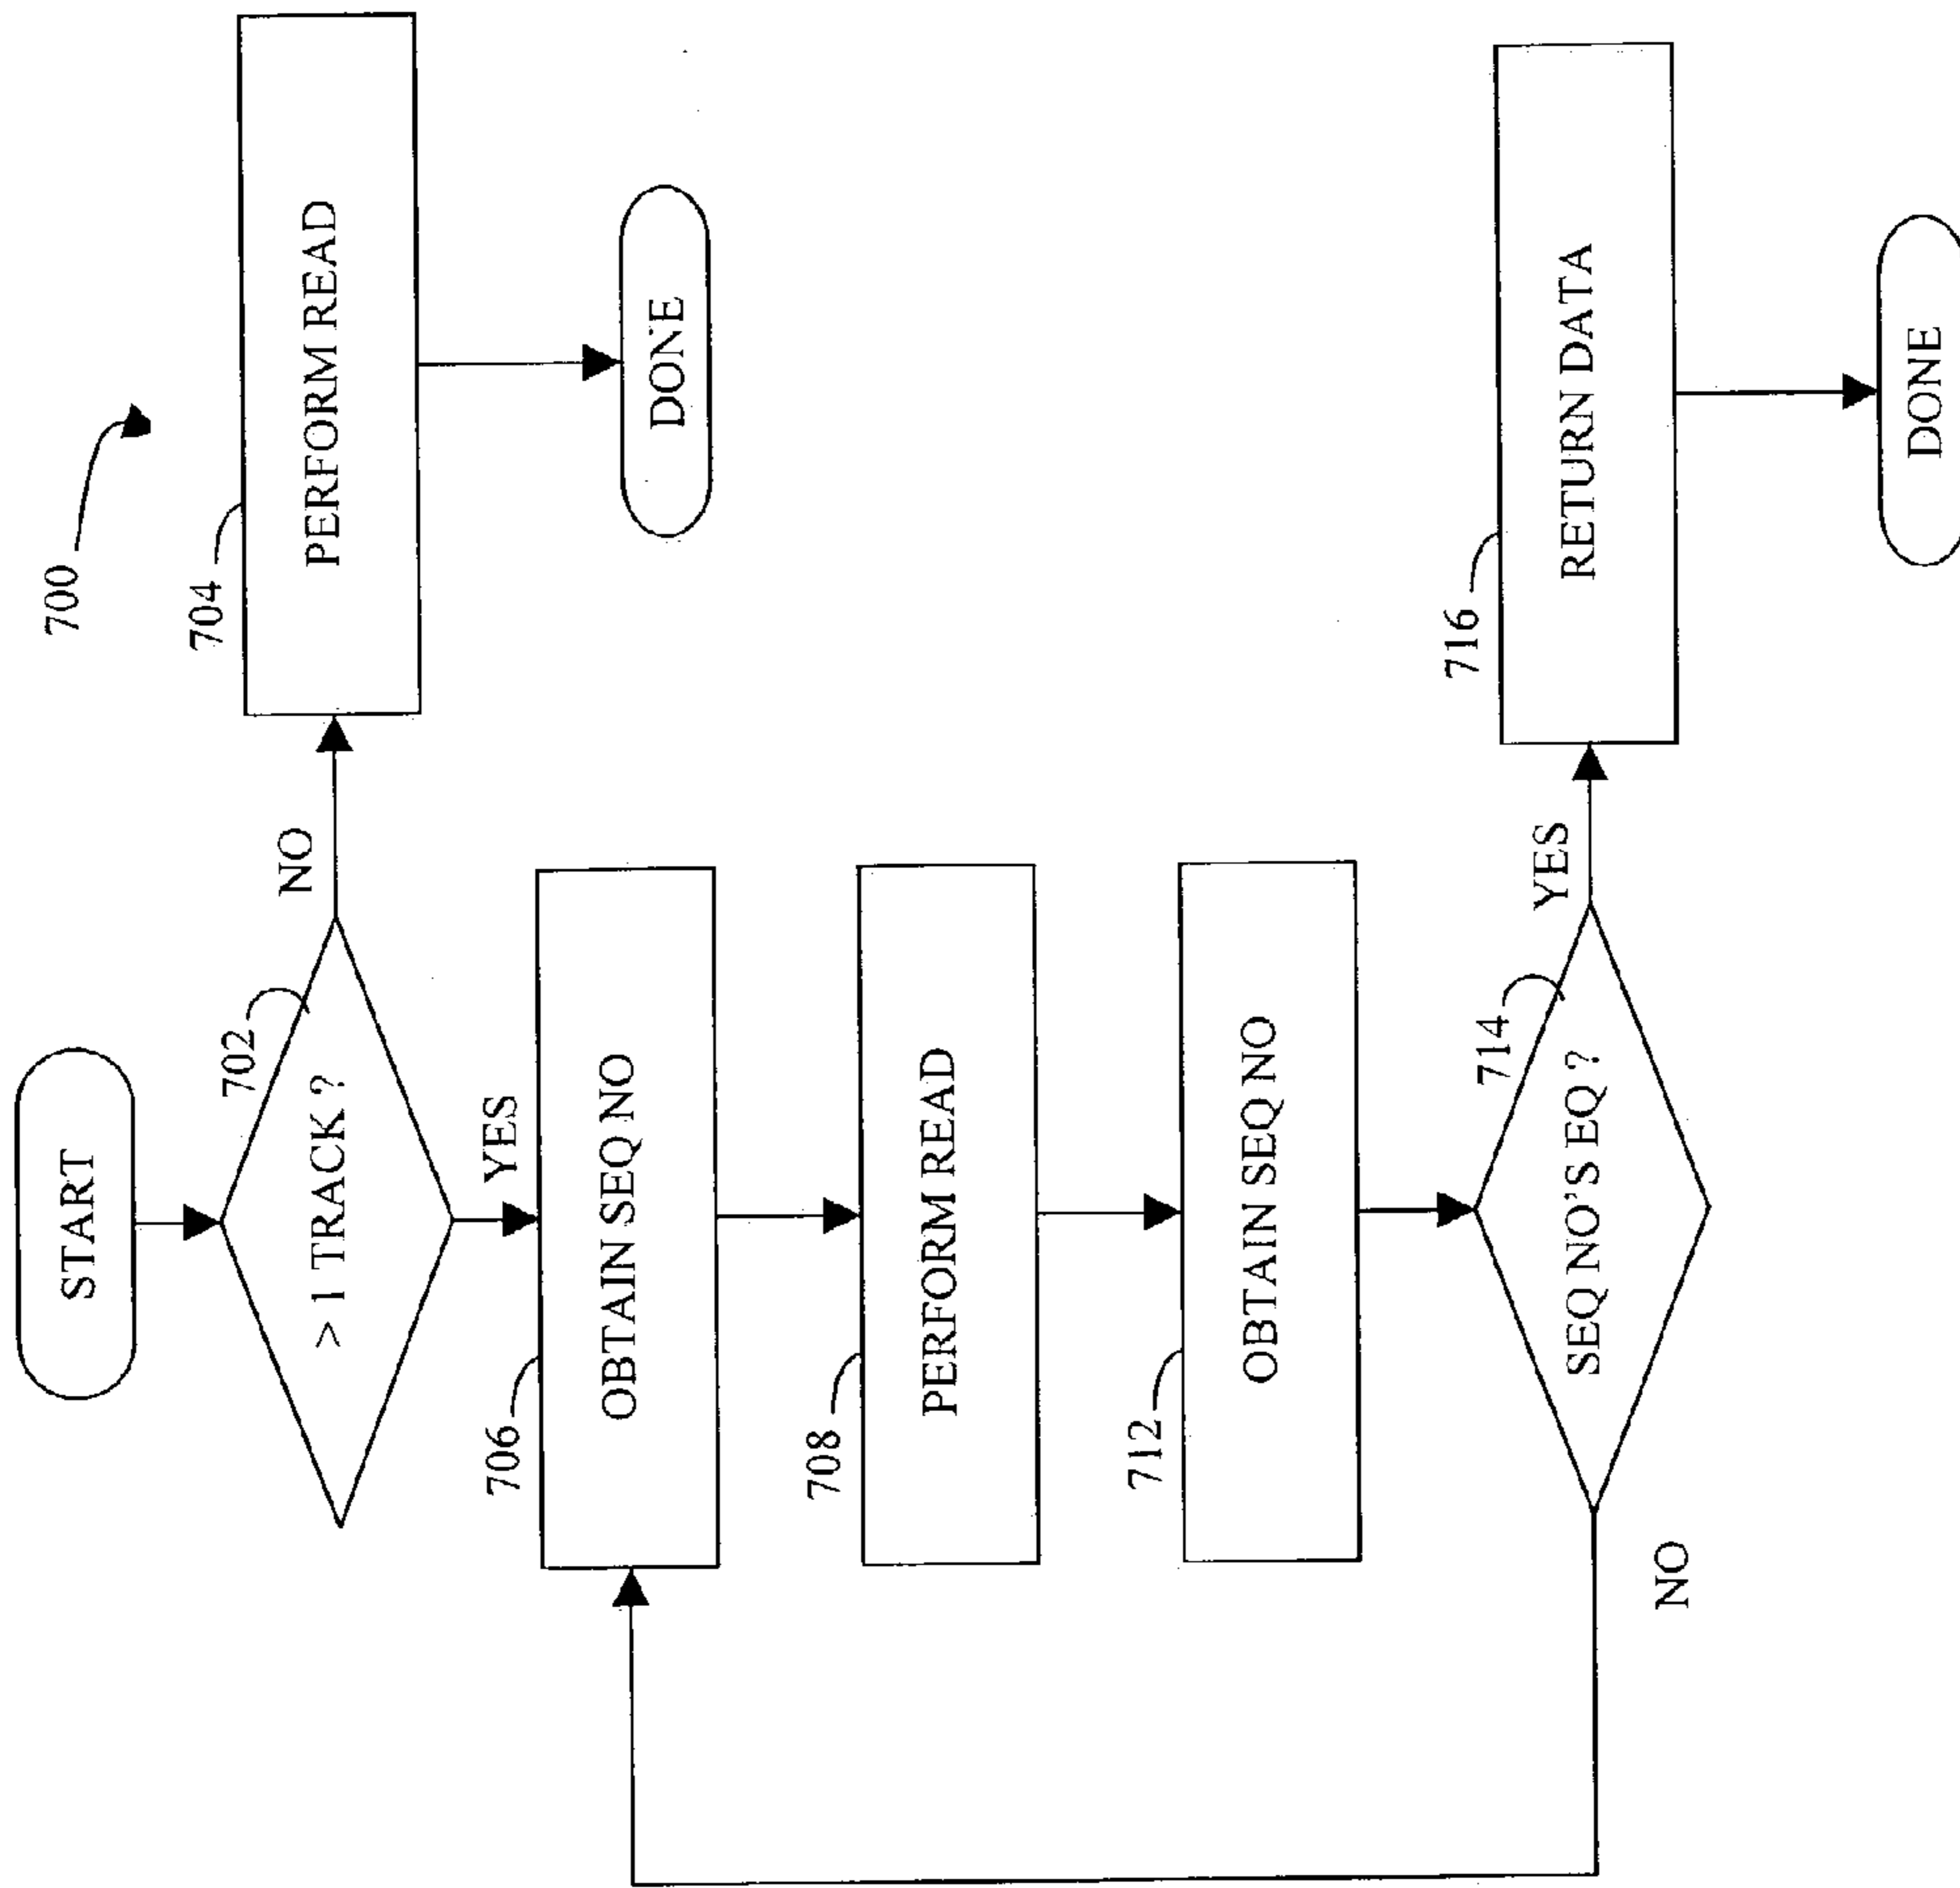 700
START
702
> 1 TRACK ?
NO
704
PERFORM READ
DONE
YES
706
OBTAIN SEQ NO
708
PERFORM READ
712
OBTAIN SEQ NO
714
SEQ NO'S EQ ?
YES
716
RETURN DATA
DONE
NO